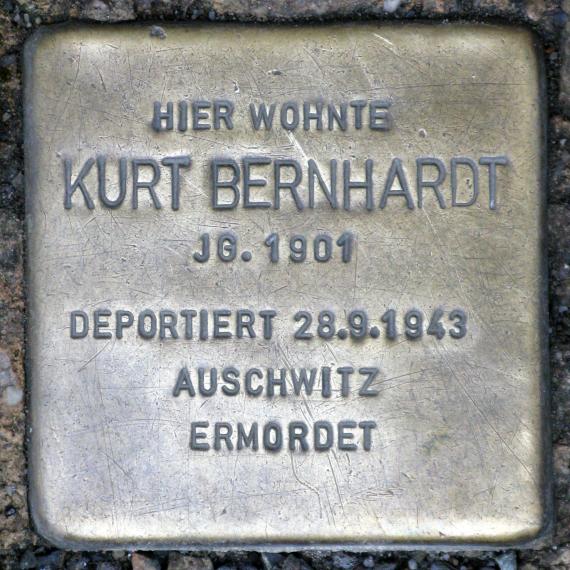 HIER WOHNTE
KURT BERNHARDT
JG. 1901
DEPORTIERT 28.9.1943
AUSCHWITZ
ERMORDET